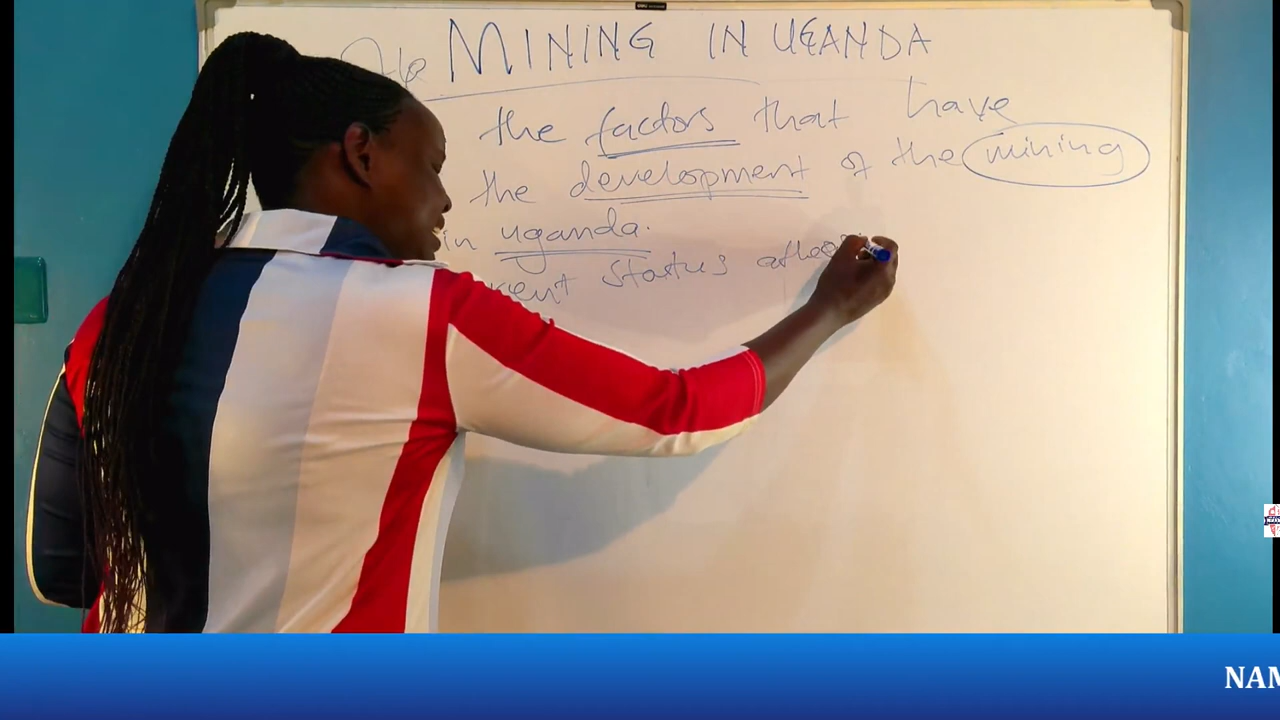 MINING IN UGANDA
the factors that have
the development of the mining
in uganda.
status
NAM